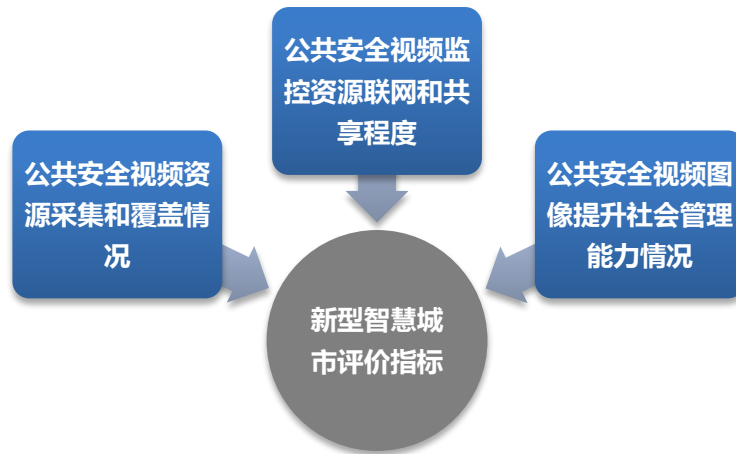 公共安全视频监
控资源联网和共
享程度
公共安全视频资
源采集和覆盖情
况
公共安全视频图
像提升社会管理
能力情况
新型智慧城
市评价指标